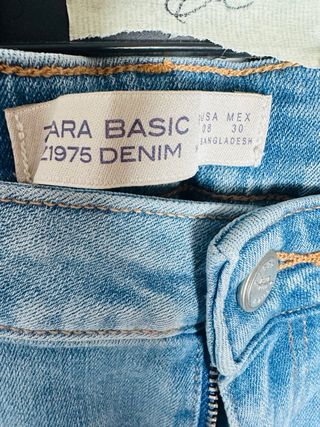 ARA BASIC
Z1975 DENIM
USA MEX
08 30
BANGLADESH